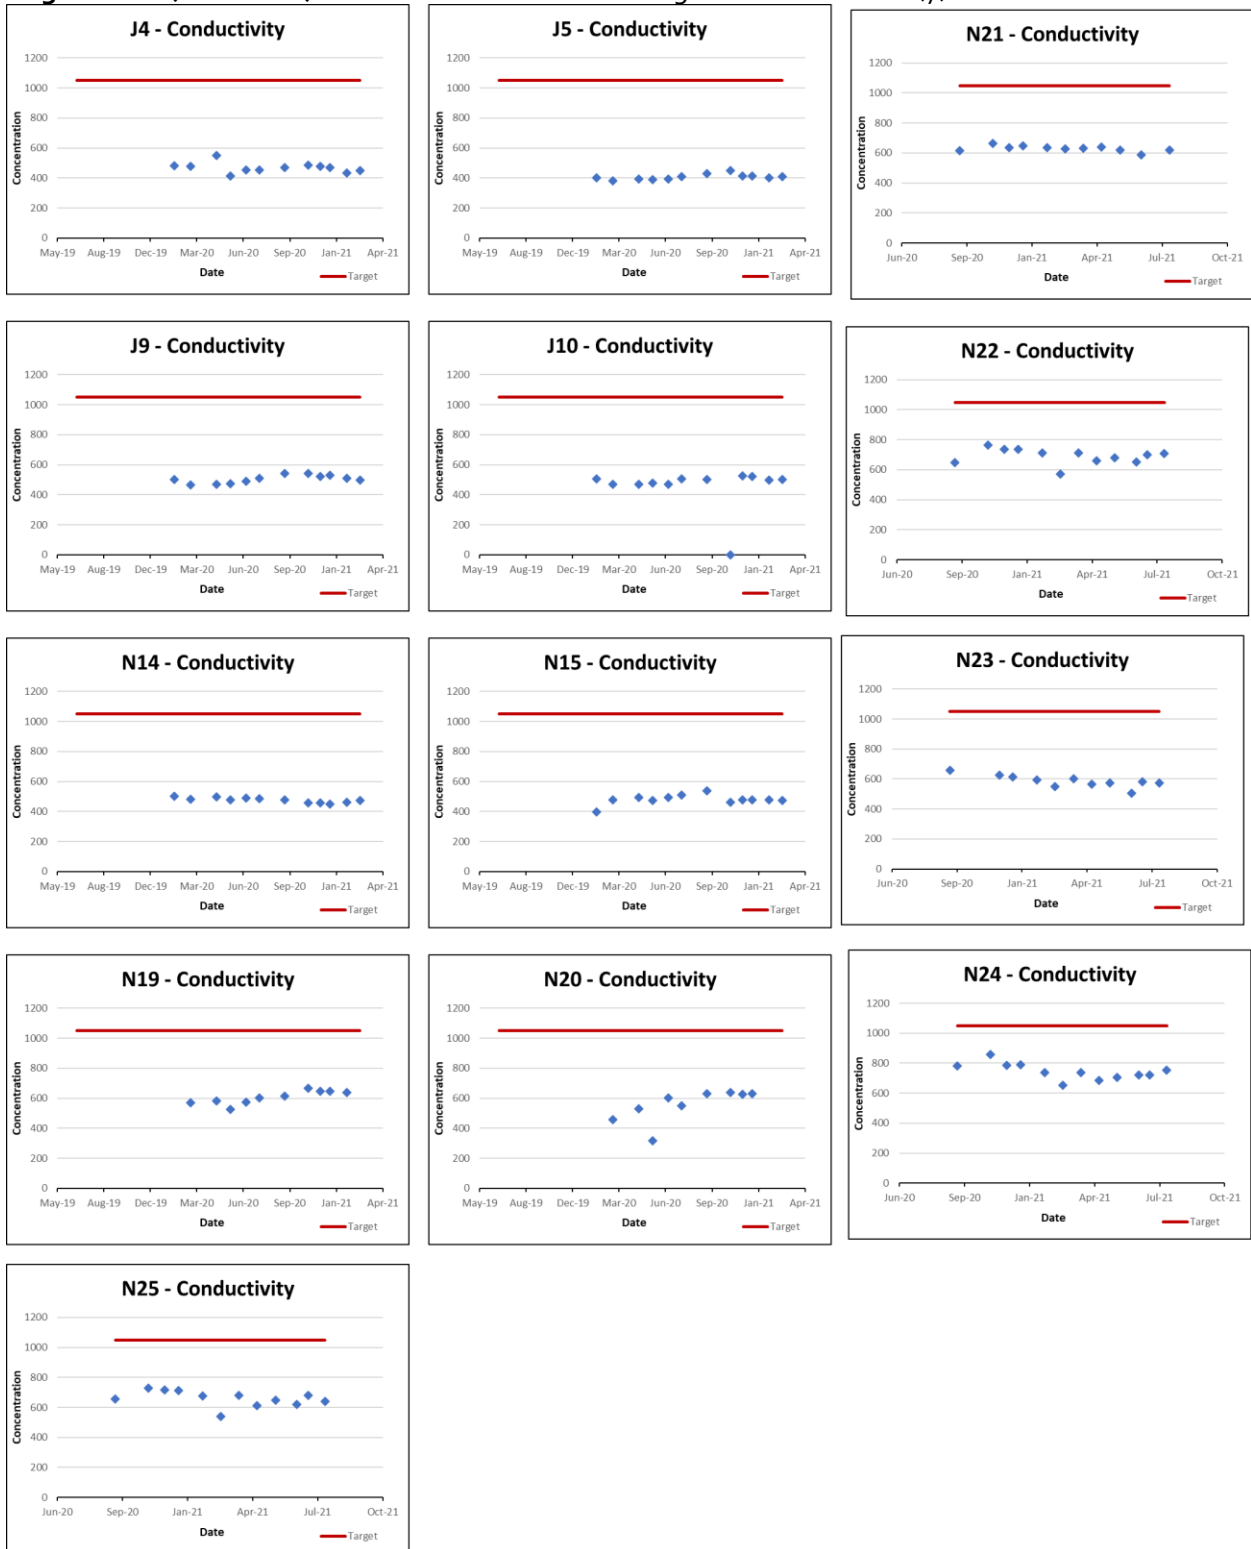 J4 - Conductivity
Concentration
1200
1000
800
600
400
200
0
May-19 Aug-19 Dec-19 Mar-20 Jun-20 Sep-20 Jan-21 Apr-21
Date
Target
J5 - Conductivity
Concentration
1200
1000
800
600
400
200
0
May-19 Aug-19 Dec-19 Mar-20 Jun-20 Sep-20 Jan-21 Apr-21
Date
Target
N21 - Conductivity
Concentration
1200
1000
800
600
400
200
0
Jun-20 Sep-20 Jan-21 Apr-21 Jul-21 Oct-21
Date
Target
J9 - Conductivity
Concentration
1200
1000
800
600
400
200
0
May-19 Aug-19 Dec-19 Mar-20 Jun-20 Sep-20 Jan-21 Apr-21
Date
Target
J10 - Conductivity
Concentration
1200
1000
800
600
400
200
0
May-19 Aug-19 Dec-19 Mar-20 Jun-20 Sep-20 Jan-21 Apr-21
Date
Target
N22 - Conductivity
Concentration
1200
1000
800
600
400
200
0
Jun-20 Sep-20 Jan-21 Apr-21 Jul-21 Oct-21
Date
Target
N14 - Conductivity
Concentration
1200
1000
800
600
400
200
0
May-19 Aug-19 Dec-19 Mar-20 Jun-20 Sep-20 Jan-21 Apr-21
Date
Target
N15 - Conductivity
Concentration
1200
1000
800
600
400
200
0
May-19 Aug-19 Dec-19 Mar-20 Jun-20 Sep-20 Jan-21 Apr-21
Date
Target
N23 - Conductivity
Concentration
1200
1000
800
600
400
200
0
Jun-20 Sep-20 Jan-21 Apr-21 Jul-21 Oct-21
Date
Target
N19 - Conductivity
Concentration
1200
1000
800
600
400
200
0
May-19 Aug-19 Dec-19 Mar-20 Jun-20 Sep-20 Jan-21 Apr-21
Date
Target
N20 - Conductivity
Concentration
1200
1000
800
600
400
200
0
May-19 Aug-19 Dec-19 Mar-20 Jun-20 Sep-20 Jan-21 Apr-21
Date
Target
N24 - Conductivity
Concentration
1200
1000
800
600
400
200
0
Jun-20 Sep-20 Jan-21 Apr-21 Jul-21 Oct-21
Date
Target
N25 - Conductivity
Concentration
1200
1000
800
600
400
200
0
Jun-20 Sep-20 Jan-21 Apr-21 Jul-21 Oct-21
Date
Target